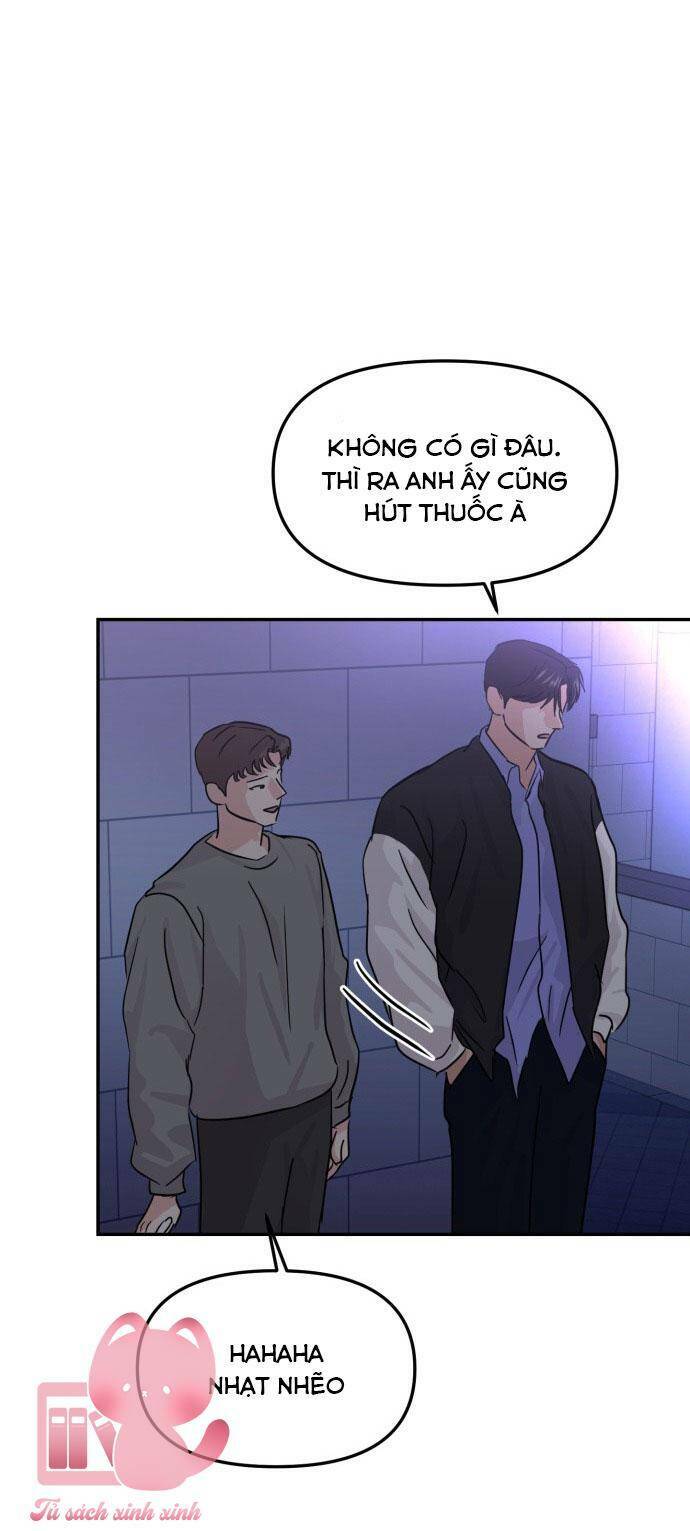 KHÔNG CÓ GÌ ĐÂU.
THÌ RA ANH ẤY CŨNG
HÚT THUỐC À
HAHAHA
NHẠT NHẼO
Tủ sách xinh xinh